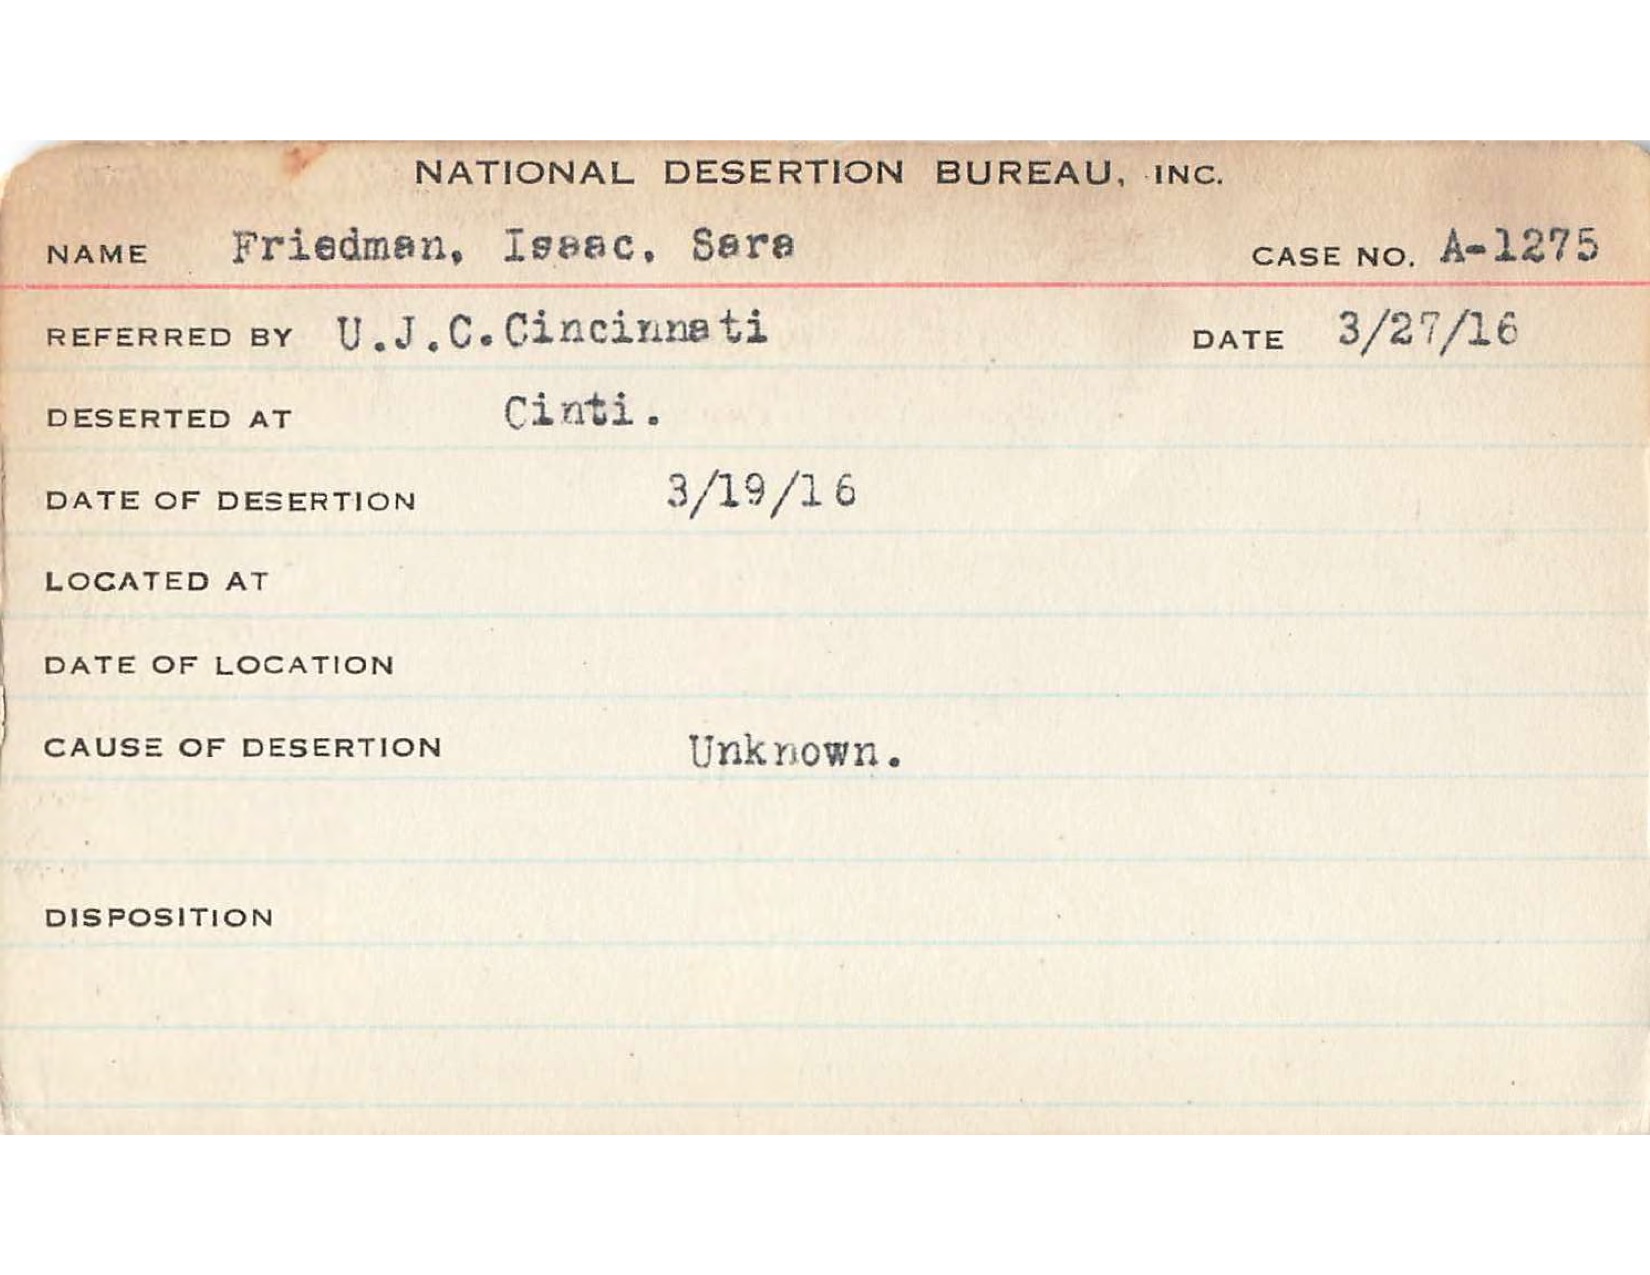 NATIONAL DESERTION BUREAU, INC.
NAME Friedman, Isaac. Sara CASE NO. A-1275
REFERRED BY U.J.C.Cincinnati DATE 3/27/16
DESERTED AT Cinti.
DATE OF DESERTION 3/19/16
LOCATED AT
DATE OF LOCATION
CAUSE OF DESERTION Unknown.
DISPOSITION